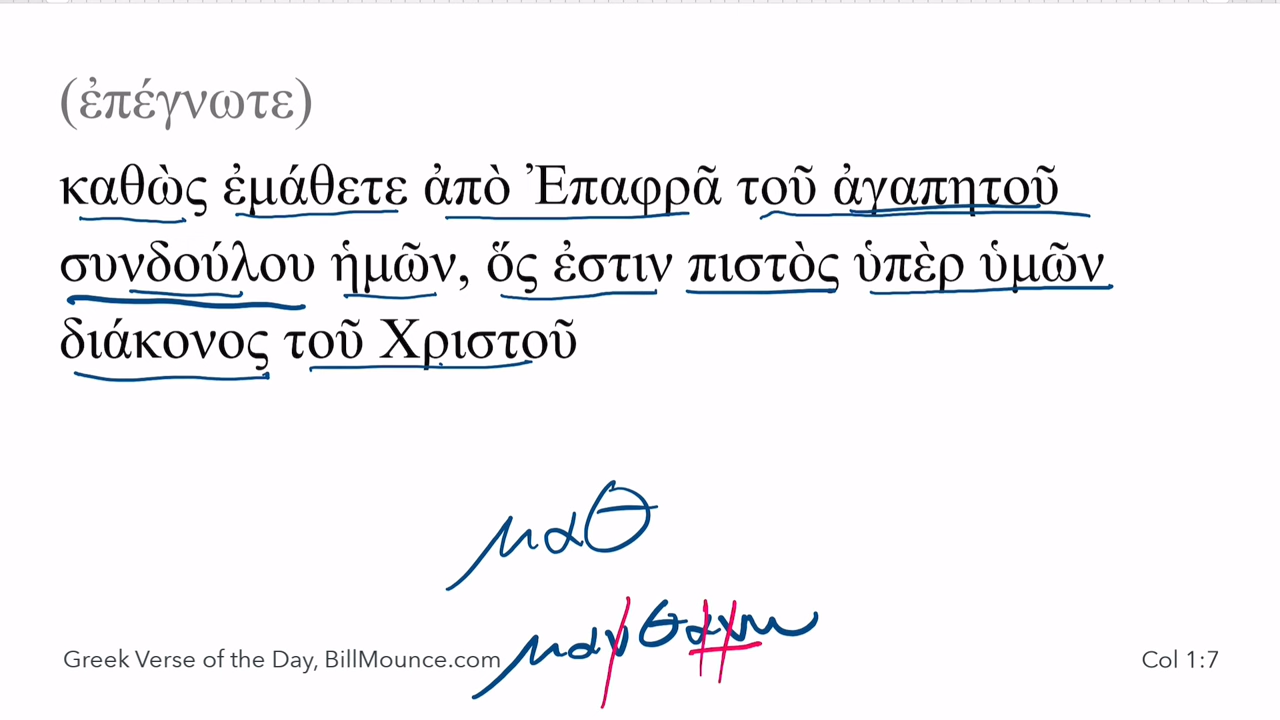 (ἐπέγνωτε)
καθὼς ἐμάθετε ἀπὸ Ἐπαφρᾶ τοῦ ἀγαπητοῦ
συνδούλου ἡμῶν, ὅς ἐστιν πιστὸς ὑπὲρ ὑμῶν
διάκονος τοῦ Χριστοῦ
μαθ
μανθανω
Greek Verse of the Day, BillMounce.com
Col 1:7